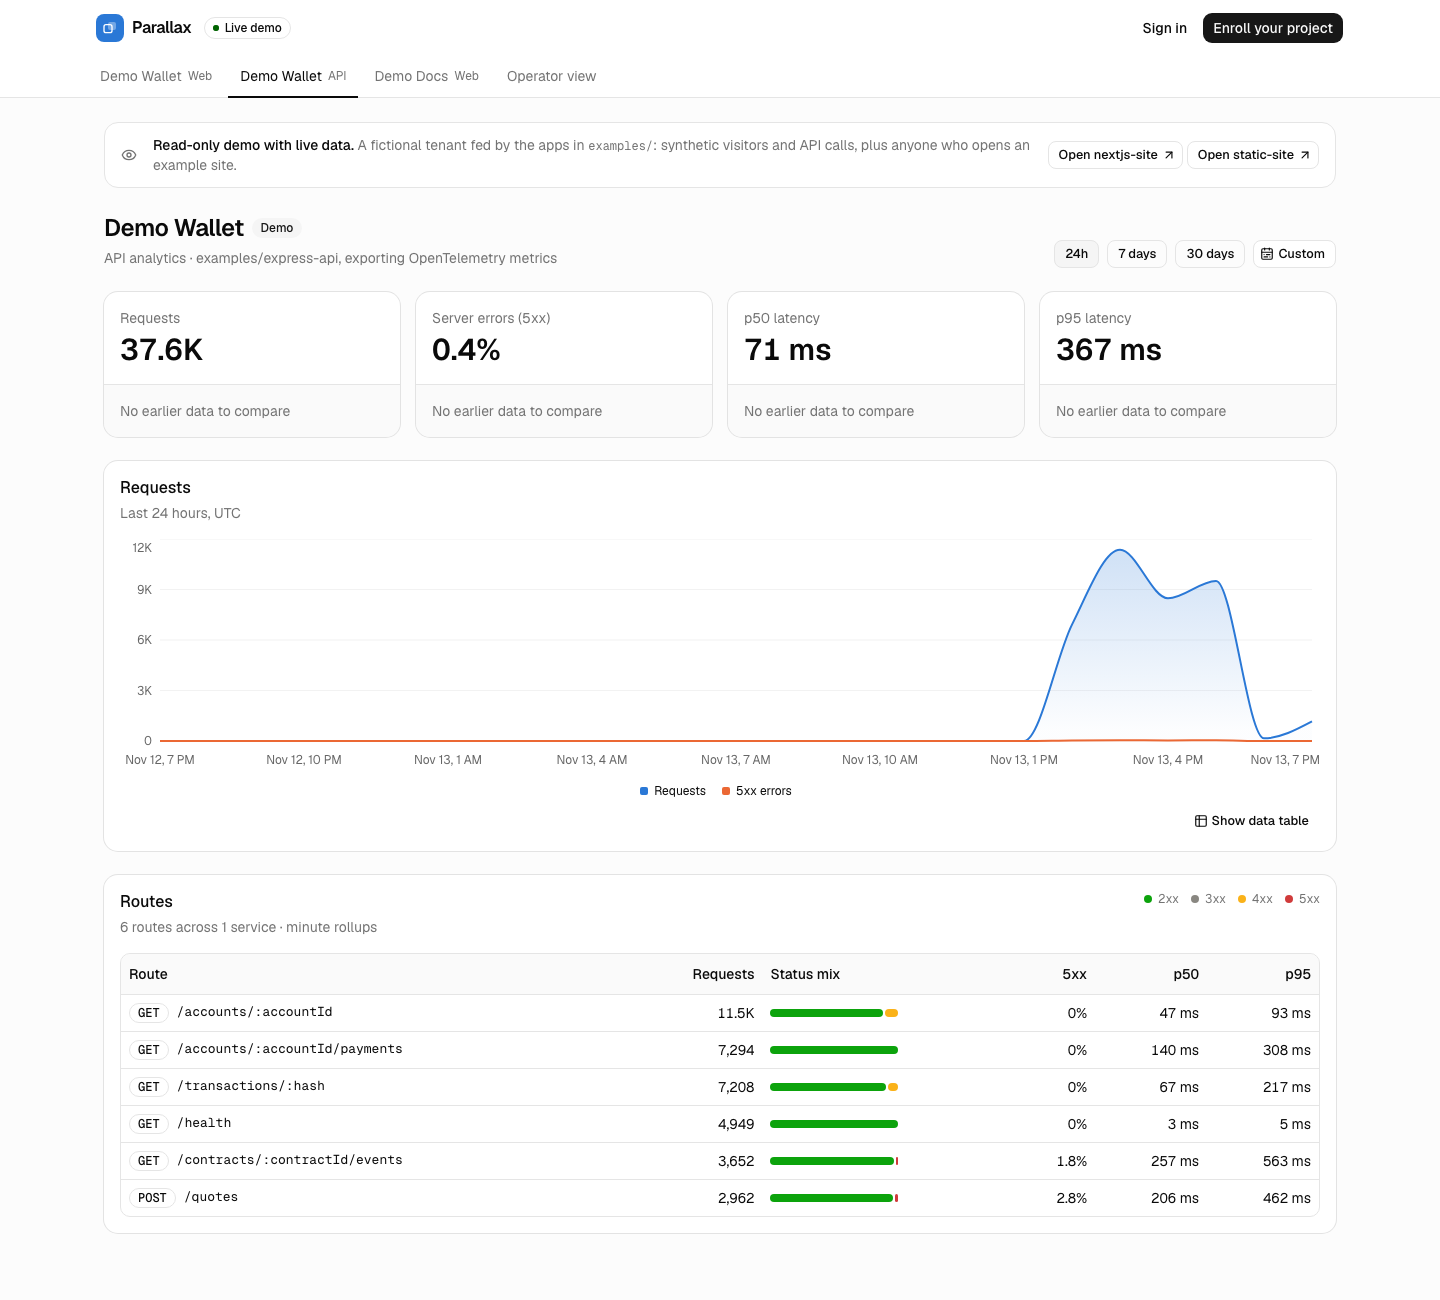 Parallax Live demo Sign in Enroll your project
Demo Wallet Web Demo Wallet API Demo Docs Web Operator view
Read-only demo with live data. A fictional tenant fed by the apps in examples/: synthetic visitors and API calls, plus anyone who opens an
example site.
Open nextjs-site Open static-site
Demo Wallet Demo
API analytics · examples/express-api, exporting OpenTelemetry metrics
24h 7 days 30 days Custom
Requests Server errors (5xx) p50 latency p95 latency
37.6K 0.4% 71 ms 367 ms
No earlier data to compare No earlier data to compare No earlier data to compare No earlier data to compare
Requests
Last 24 hours, UTC
12K
9K
6K
3K
0
Nov 12, 7 PM Nov 12, 10 PM Nov 13, 1 AM Nov 13, 4 AM Nov 13, 7 AM Nov 13, 10 AM Nov 13, 1 PM Nov 13, 4 PM Nov 13, 7 PM
Requests 5xx errors
Show data table
Routes 2xx 3xx 4xx 5xx
6 routes across 1 service · minute rollups
Route Requests Status mix 5xx p50 p95
GET /accounts/:accountId 11.5K 0% 47 ms 93 ms
GET /accounts/:accountId/payments 7,294 0% 140 ms 308 ms
GET /transactions/:hash 7,208 0% 67 ms 217 ms
GET /health 4,949 0% 3 ms 5 ms
GET /contracts/:contractId/events 3,652 1.8% 257 ms 563 ms
POST /quotes 2,962 2.8% 206 ms 462 ms